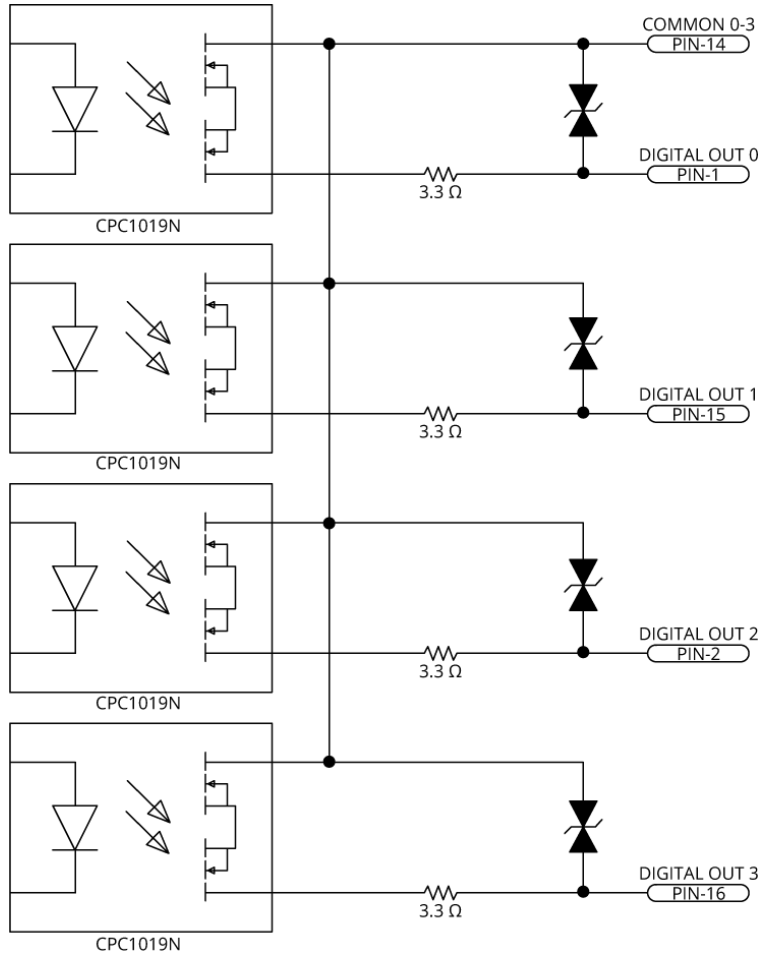 COMMON 0-3
PIN-14
DIGITAL OUT 0
PIN-1
3.3 Ω
CPC1019N
DIGITAL OUT 1
PIN-15
3.3 Ω
CPC1019N
DIGITAL OUT 2
PIN-2
3.3 Ω
CPC1019N
DIGITAL OUT 3
PIN-16
3.3 Ω
CPC1019N